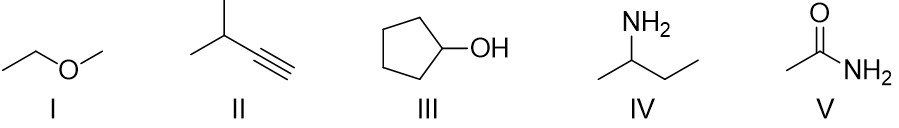 O
NH₂
OH
O
NH₂
I II III IV V